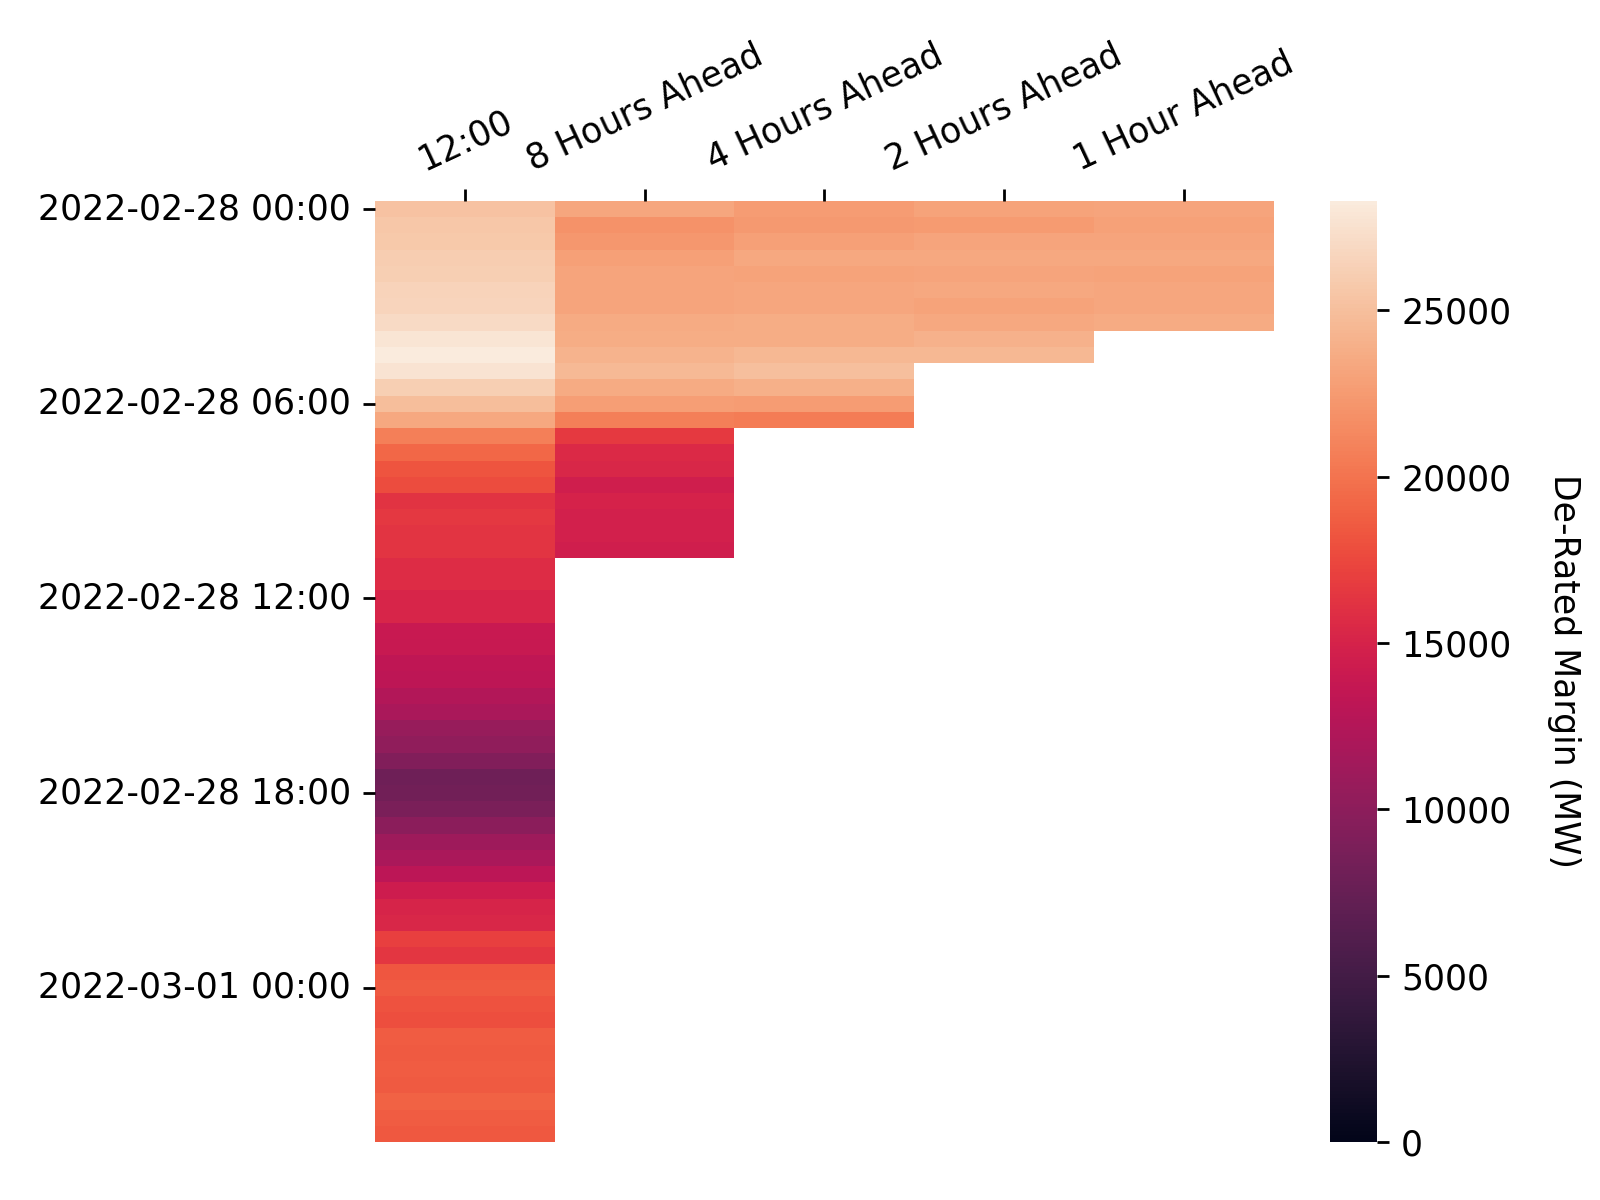 12:00
8 Hours Ahead
4 Hours Ahead
2 Hours Ahead
1 Hour Ahead
2022-02-28 00:00
2022-02-28 06:00
2022-02-28 12:00
2022-02-28 18:00
2022-03-01 00:00
25000
20000
15000
10000
5000
0
De-Rated Margin (MW)